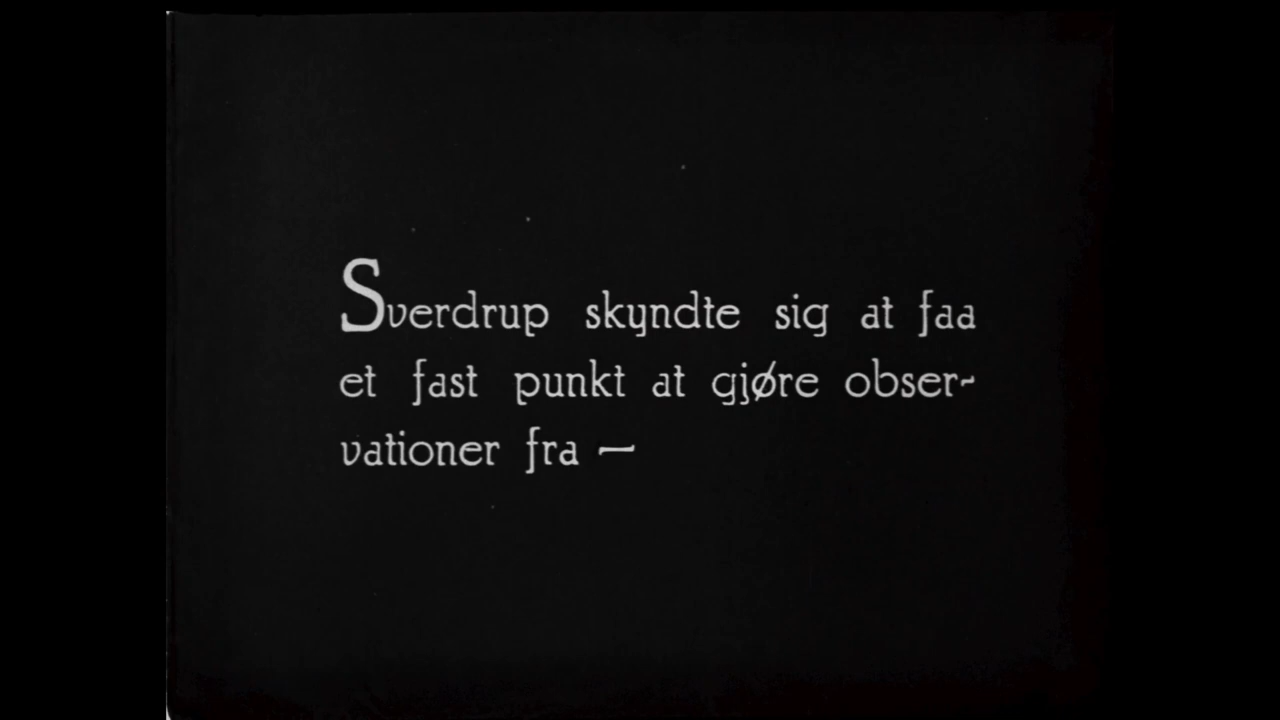 Sverdrup skyndte sig at faa
et fast punkt at gjøre obser-
vationer fra —